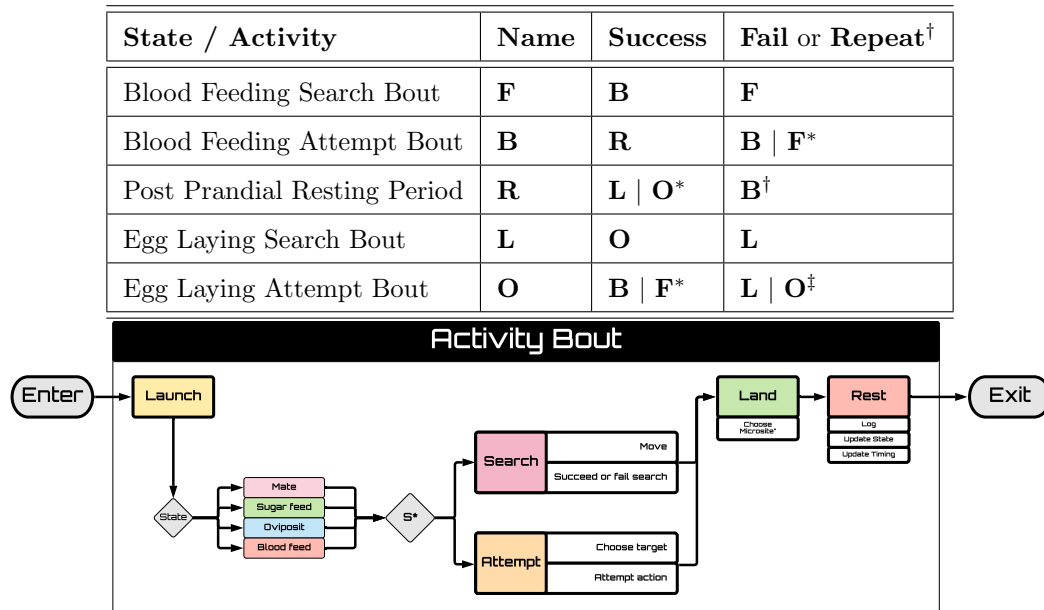 State / Activity Name Success Fail or Repeat†
Blood Feeding Search Bout F B F
Blood Feeding Attempt Bout B R B | F*
Post Prandial Resting Period R L | O* B†
Egg Laying Search Bout L O L
Egg Laying Attempt Bout O B | F* L | O‡
Activity Bout
Enter
Launch
State
Mate
Sugar feed
Oviposit
Blood feed
S*
Search
Move
Succeed or fail search
Attempt
Choose target
Attempt action
Land
Choose
Microsite*
Rest
Log
Update State
Update Timing
Exit